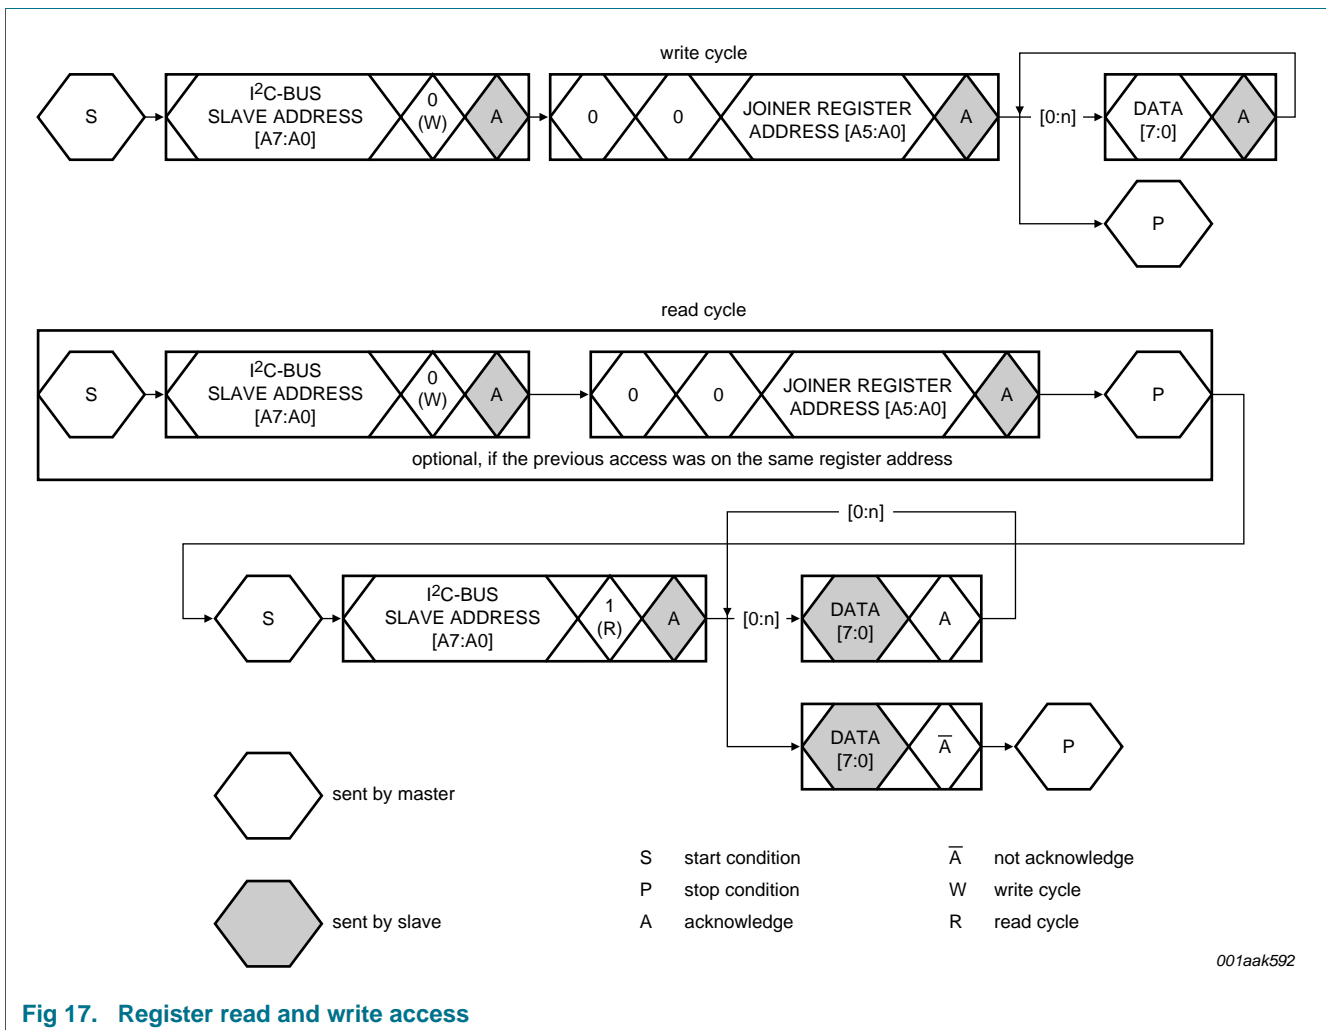 write cycle
S
I²C-BUS
SLAVE ADDRESS
[A7:A0]
0
(W)
A
0
0
JOINER REGISTER
ADDRESS [A5:A0]
A
[0:n]
DATA
[7:0]
A
P
read cycle
S
I²C-BUS
SLAVE ADDRESS
[A7:A0]
0
(W)
A
0
0
JOINER REGISTER
ADDRESS [A5:A0]
A
P
optional, if the previous access was on the same register address
[0:n]
S
I²C-BUS
SLAVE ADDRESS
[A7:A0]
1
(R)
A
[0:n]
DATA
[7:0]
A
DATA
[7:0]
A̅
P
sent by master
sent by slave
S start condition
P stop condition
A acknowledge
A̅ not acknowledge
W write cycle
R read cycle
001aak592
Fig 17. Register read and write access